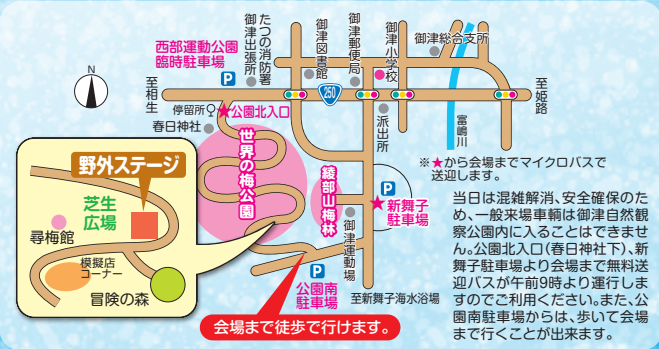 西部運動公園
臨時駐車場
P
たつの消防署
御津出張所
御津図書館
御津郵便局
御津小学校
御津総合支所
N
至相生
250
至姫路
停留所
★公園北入口
春日神社
派出所
富嶋川
世界の梅公園
綾部山梅林
P
★新舞子
駐車場
御津運動場
※★から会場までマイクロバスで
送迎します。
野外ステージ
芝生
広場
尋梅館
模擬店
コーナー
冒険の森
P
公園南
駐車場
至新舞子海水浴場
会場まで徒歩で行けます。
当日は混雑解消、安全確保のた
め、一般来場車輌は御津自然観
察公園内に入ることはできませ
ん。公園北入口(春日神社下)、新
舞子駐車場より会場まで無料送
迎バスが午前9時より運行しま
すのでご利用ください。また、公
園南駐車場からは、歩いて会場
まで行くことが出来ます。